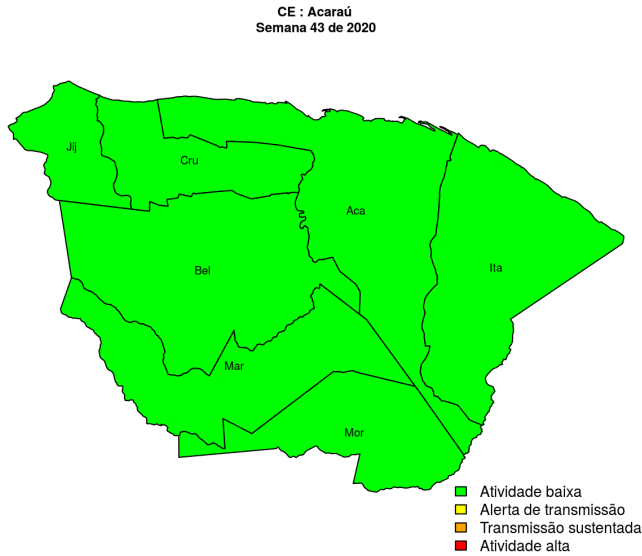 CE : Acaraú
Semana 43 de 2020
Jij
Cru
Aca
Bel
Ita
Mar
Mor
Atividade baixa
Alerta de transmissão
Transmissão sustentada
Atividade alta